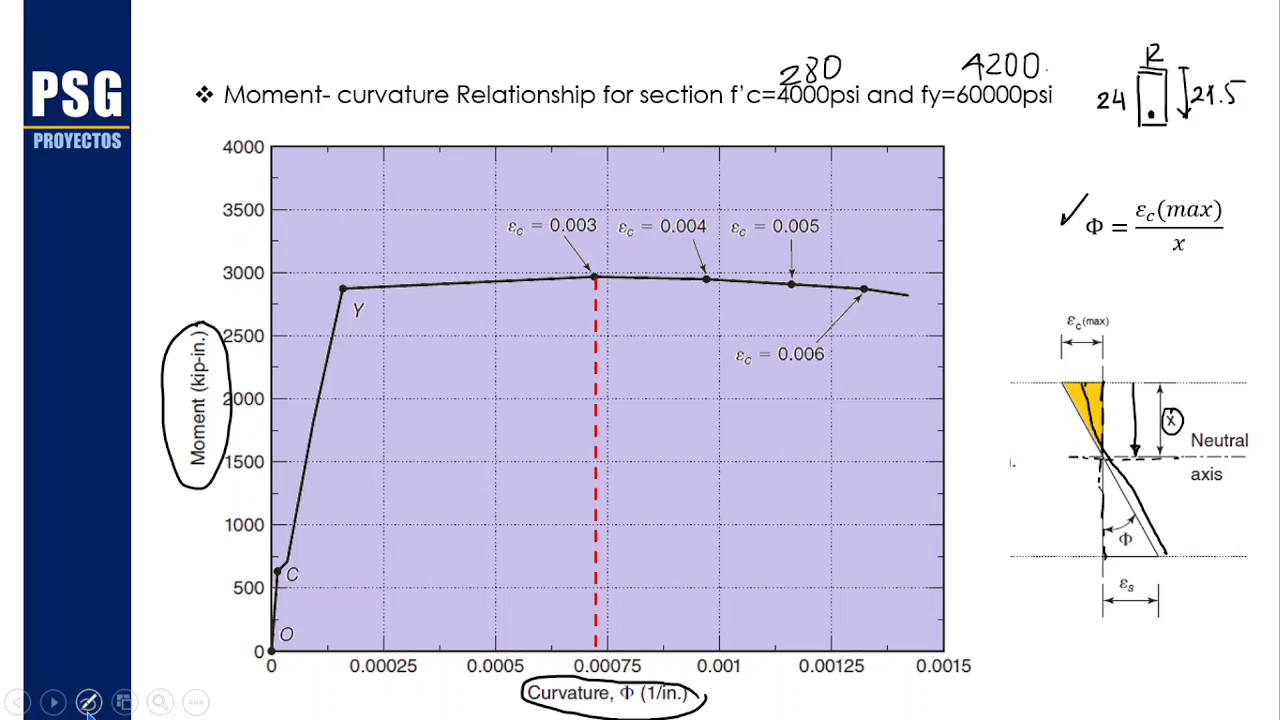 280
4200
12
24
21.5
PSG
PROYECTOS
❖ Moment- curvature Relationship for section f'c=4000psi and fy=60000psi
4000
3500
3000
2500
2000
1500
1000
500
0
Moment (kip-in.)
εc = 0.003
εc = 0.004
εc = 0.005
εc = 0.006
Y
C
O
0
0.00025
0.0005
0.00075
0.001
0.00125
0.0015
Curvature, Φ (1/in.)
✓ Φ = εc(max)/x
εc(max)
x
Neutral
axis
Φ
εs